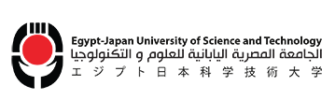 Egypt-Japan University of Science and Technology
الجامعة المصرية اليابانية للعلوم و التكنولوجيا
エジプト日本科学技術大学